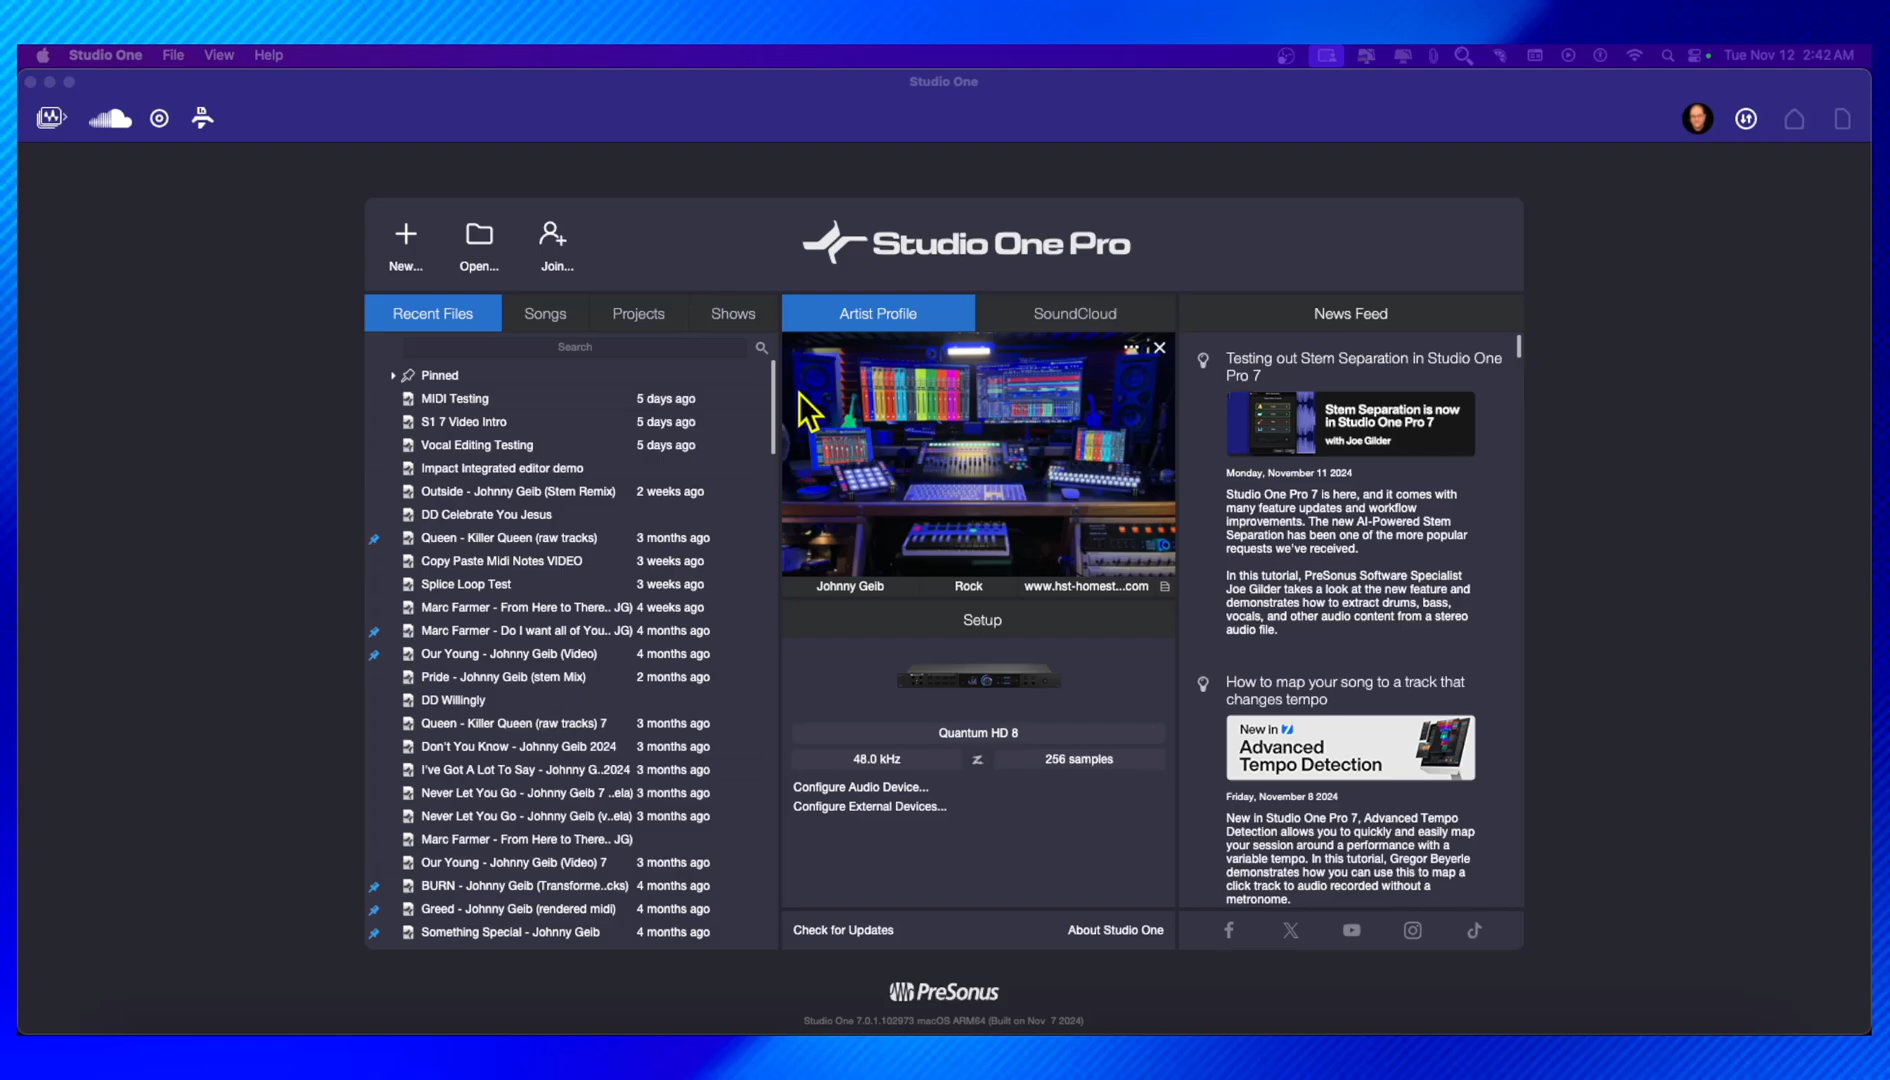 Studio One File View Help
Tue Nov 12 2:42 AM
Studio One
New...
Open...
Join...
Studio One Pro
Recent Files
Songs
Projects
Shows
Search
Pinned
MIDI Testing 5 days ago
S1 7 Video Intro 5 days ago
Vocal Editing Testing 5 days ago
Impact Integrated editor demo
Outside - Johnny Geib (Stem Remix) 2 weeks ago
DD Celebrate You Jesus
Queen - Killer Queen (raw tracks) 3 months ago
Copy Paste Midi Notes VIDEO 3 weeks ago
Splice Loop Test 3 weeks ago
Marc Farmer - From Here to There.. JG) 4 weeks ago
Marc Farmer - Do I want all of You.. JG) 4 months ago
Our Young - Johnny Geib (Video) 4 months ago
Pride - Johnny Geib (stem Mix) 2 months ago
DD Willingly
Queen - Killer Queen (raw tracks) 7 3 months ago
Don't You Know - Johnny Geib 2024 3 months ago
I've Got A Lot To Say - Johnny G..2024 3 months ago
Never Let You Go - Johnny Geib 7 ..ela) 3 months ago
Never Let You Go - Johnny Geib (v..ela) 3 months ago
Marc Farmer - From Here to There.. JG)
Our Young - Johnny Geib (Video) 7 3 months ago
BURN - Johnny Geib (Transforme..cks) 4 months ago
Greed - Johnny Geib (rendered midi) 4 months ago
Something Special - Johnny Geib 4 months ago
Artist Profile
SoundCloud
Johnny Geib
Rock
www.hst-homest...com
Setup
Quantum HD 8
48.0 kHz
256 samples
Configure Audio Device...
Configure External Devices...
Check for Updates
About Studio One
News Feed
Testing out Stem Separation in Studio One
Pro 7
Stem Separation is now
in Studio One Pro 7
with Joe Gilder
Monday, November 11 2024
Studio One Pro 7 is here, and it comes with
many feature updates and workflow
improvements. The new AI-Powered Stem
Separation has been one of the more popular
requests we've received.
In this tutorial, PreSonus Software Specialist
Joe Gilder takes a look at the new feature and
demonstrates how to extract drums, bass,
vocals, and other audio content from a stereo
audio file.
How to map your song to a track that
changes tempo
New in 7
Advanced
Tempo Detection
Friday, November 8 2024
New in Studio One Pro 7, Advanced Tempo
Detection allows you to quickly and easily map
your session around a performance with a
variable tempo. In this tutorial, Gregor Beyerle
demonstrates how you can use this to map a
click track to audio recorded without a
metronome.
PreSonus
Studio One 7.0.1.102973 macOS ARM64 (Built on Nov 7 2024)